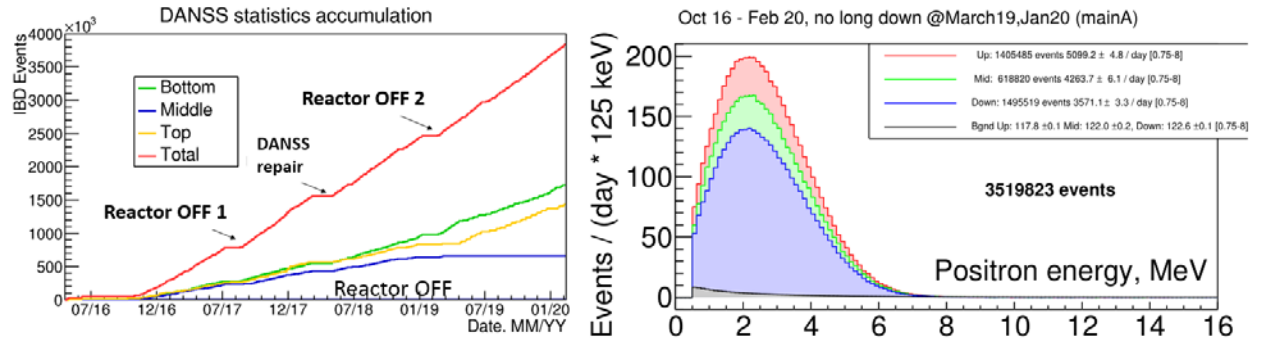 DANSS statistics accumulation
×10³
IBD Events
4000
3500
3000
2500
2000
1500
1000
500
0
Bottom
Middle
Top
Total
Reactor OFF 2
DANSS
repair
Reactor OFF 1
Reactor OFF
07/16 12/16 07/17 12/17 07/18 01/19 07/19 01/20
Date. MM/YY
Oct 16 - Feb 20, no long down @March19,Jan20 (mainA)
Events / (day * 125 keV)
200
150
100
50
0
Up: 1405485 events 5099.2 ± 4.8 / day [0.75-8]
Mid: 618820 events 4263.7 ± 6.1 / day [0.75-8]
Down: 1495519 events 3571.1± 3.3 / day [0.75-8]
Bgnd Up: 117.8 ±0.1 Mid: 122.0 ±0.2, Down: 122.6 ±0.1 [0.75-8]
3519823 events
Positron energy, MeV
0 2 4 6 8 10 12 14 16